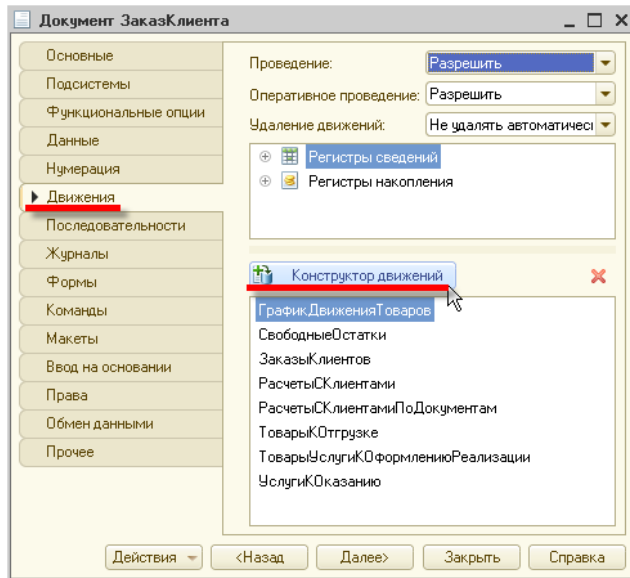 Документ ЗаказКлиента
Основные
Подсистемы
Функциональные опции
Данные
Нумерация
Движения
Последовательности
Журналы
Формы
Команды
Макеты
Ввод на основании
Права
Обмен данными
Прочее
Проведение: Разрешить
Оперативное проведение: Разрешить
Удаление движений: Не удалять автоматичесі
Регистры сведений
Регистры накопления
Конструктор движений
ГрафикДвиженияТоваров
СвободныеОстатки
ЗаказыКлиентов
РасчетыСКлиентами
РасчетыСКлиентамиПоДокументам
ТоварыКОтгрузке
ТоварыУслугиКОформлениюРеализации
УслугиКОказанию
Действия <Назад Далее> Закрыть Справка